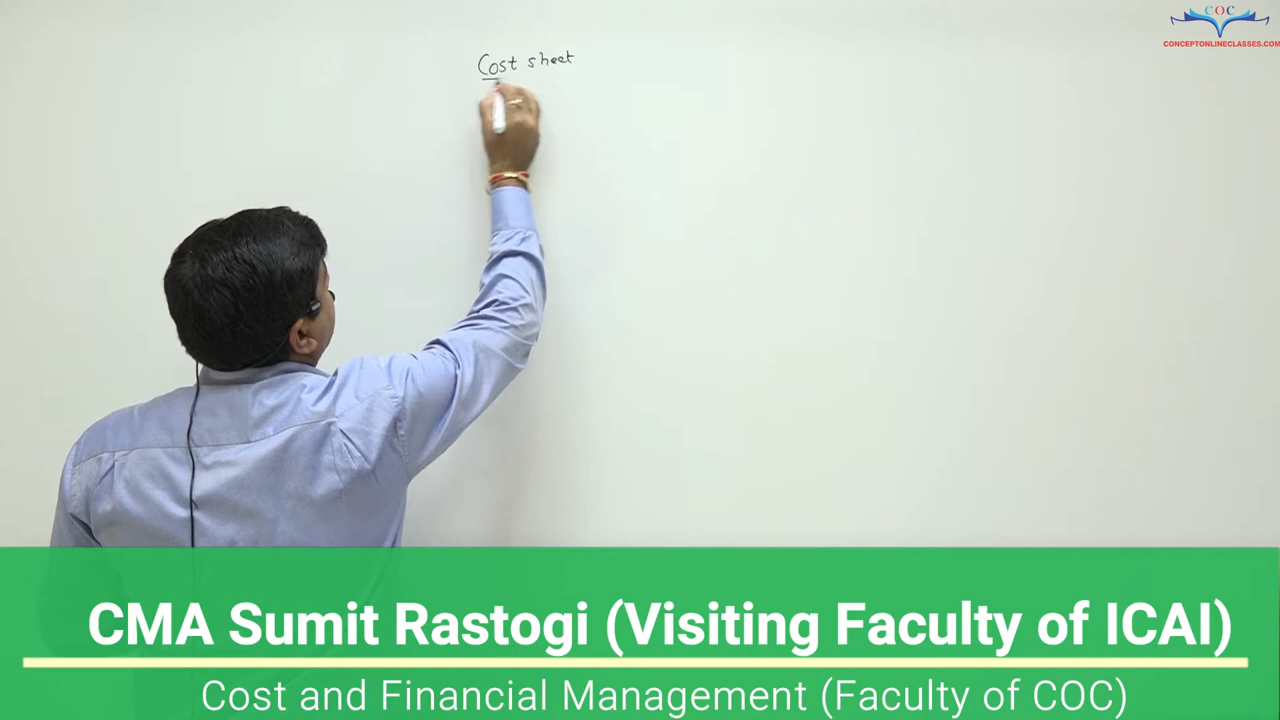 COC
CONCEPTONLINECLASSES.COM
Cost sheet
CMA Sumit Rastogi (Visiting Faculty of ICAI)
Cost and Financial Management (Faculty of COC)